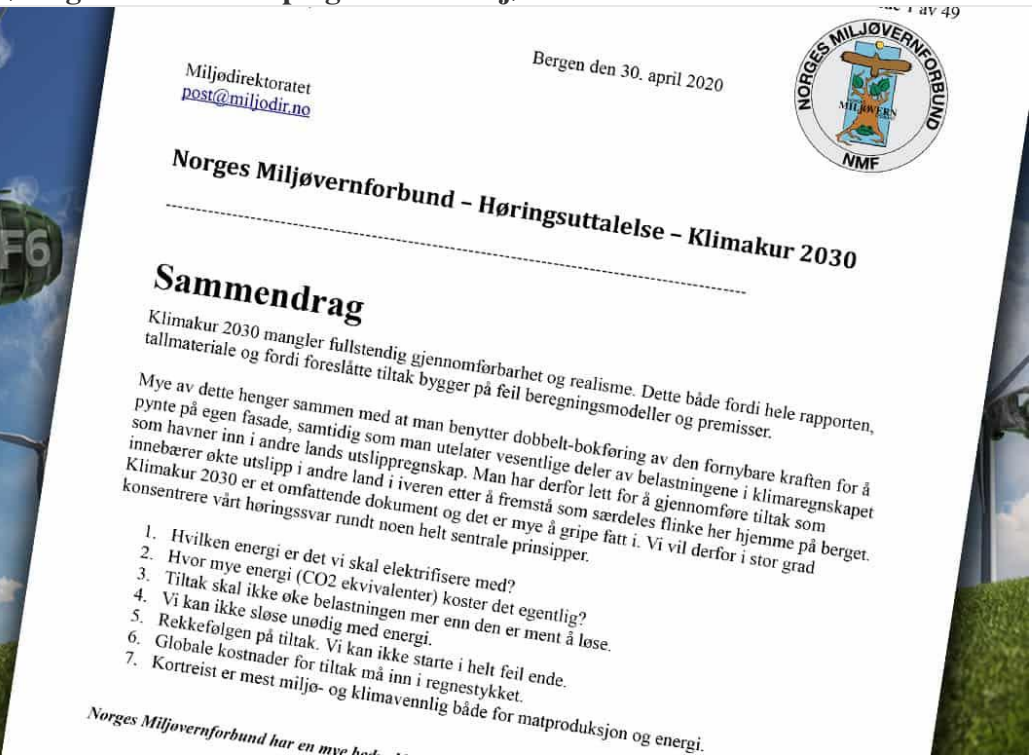 1 av 49
Miljødirektoratet
post@miljodir.no
Bergen den 30. april 2020
NORGES MILJØVERNFORBUND
MILJØVERN
NMF
Norges Miljøvernforbund – Høringsuttalelse – Klimakur 2030
--------------------------------------------------------------------------------
Sammendrag
Klimakur 2030 mangler fullstendig gjennomførbarhet og realisme. Dette både fordi hele rapporten,
tallmateriale og fordi foreslåtte tiltak bygger på feil beregningsmodeller og premisser.
Mye av dette henger sammen med at man benytter dobbelt-bokføring av den fornybare kraften for å
pynte på egen fasade, samtidig som man utelater vesentlige deler av belastningene i klimaregnskapet
som havner inn i andre lands utslippregnskap. Man har derfor lett for å gjennomføre tiltak som
innebærer økte utslipp i andre land i iveren etter å fremstå som særdeles flinke her hjemme på berget.
Klimakur 2030 er et omfattende dokument og det er mye å gripe fatt i. Vi vil derfor i stor grad
konsentrere vårt høringssvar rundt noen helt sentrale prinsipper.
1. Hvilken energi er det vi skal elektrifisere med?
2. Hvor mye energi (CO2 ekvivalenter) koster det egentlig?
3. Tiltak skal ikke øke belastningen mer enn den er ment å løse.
4. Vi kan ikke sløse unødig med energi.
5. Rekkefølgen på tiltak. Vi kan ikke starte i helt feil ende.
6. Globale kostnader for tiltak må inn i regnestykket.
7. Kortreist er mest miljø- og klimavennlig både for matproduksjon og energi.
Norges Miljøvernforbund har en mye
F6